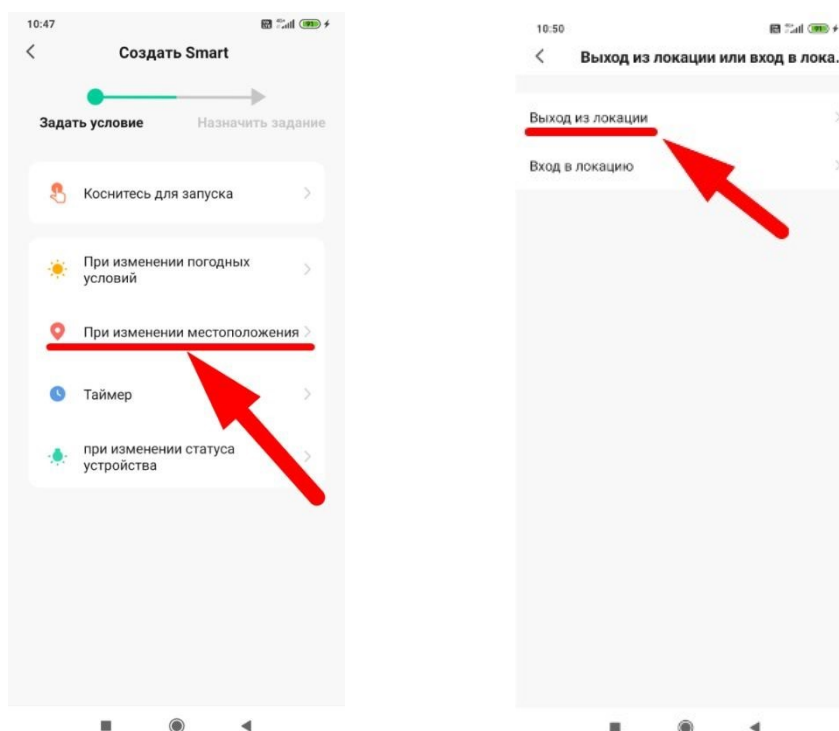 10:47
Создать Smart
Задать условие
Назначить задание
Коснитесь для запуска
При изменении погодных
условий
При изменении местоположения
Таймер
при изменении статуса
устройства
10:50
Выход из локации или вход в лока.
Выход из локации
Вход в локацию